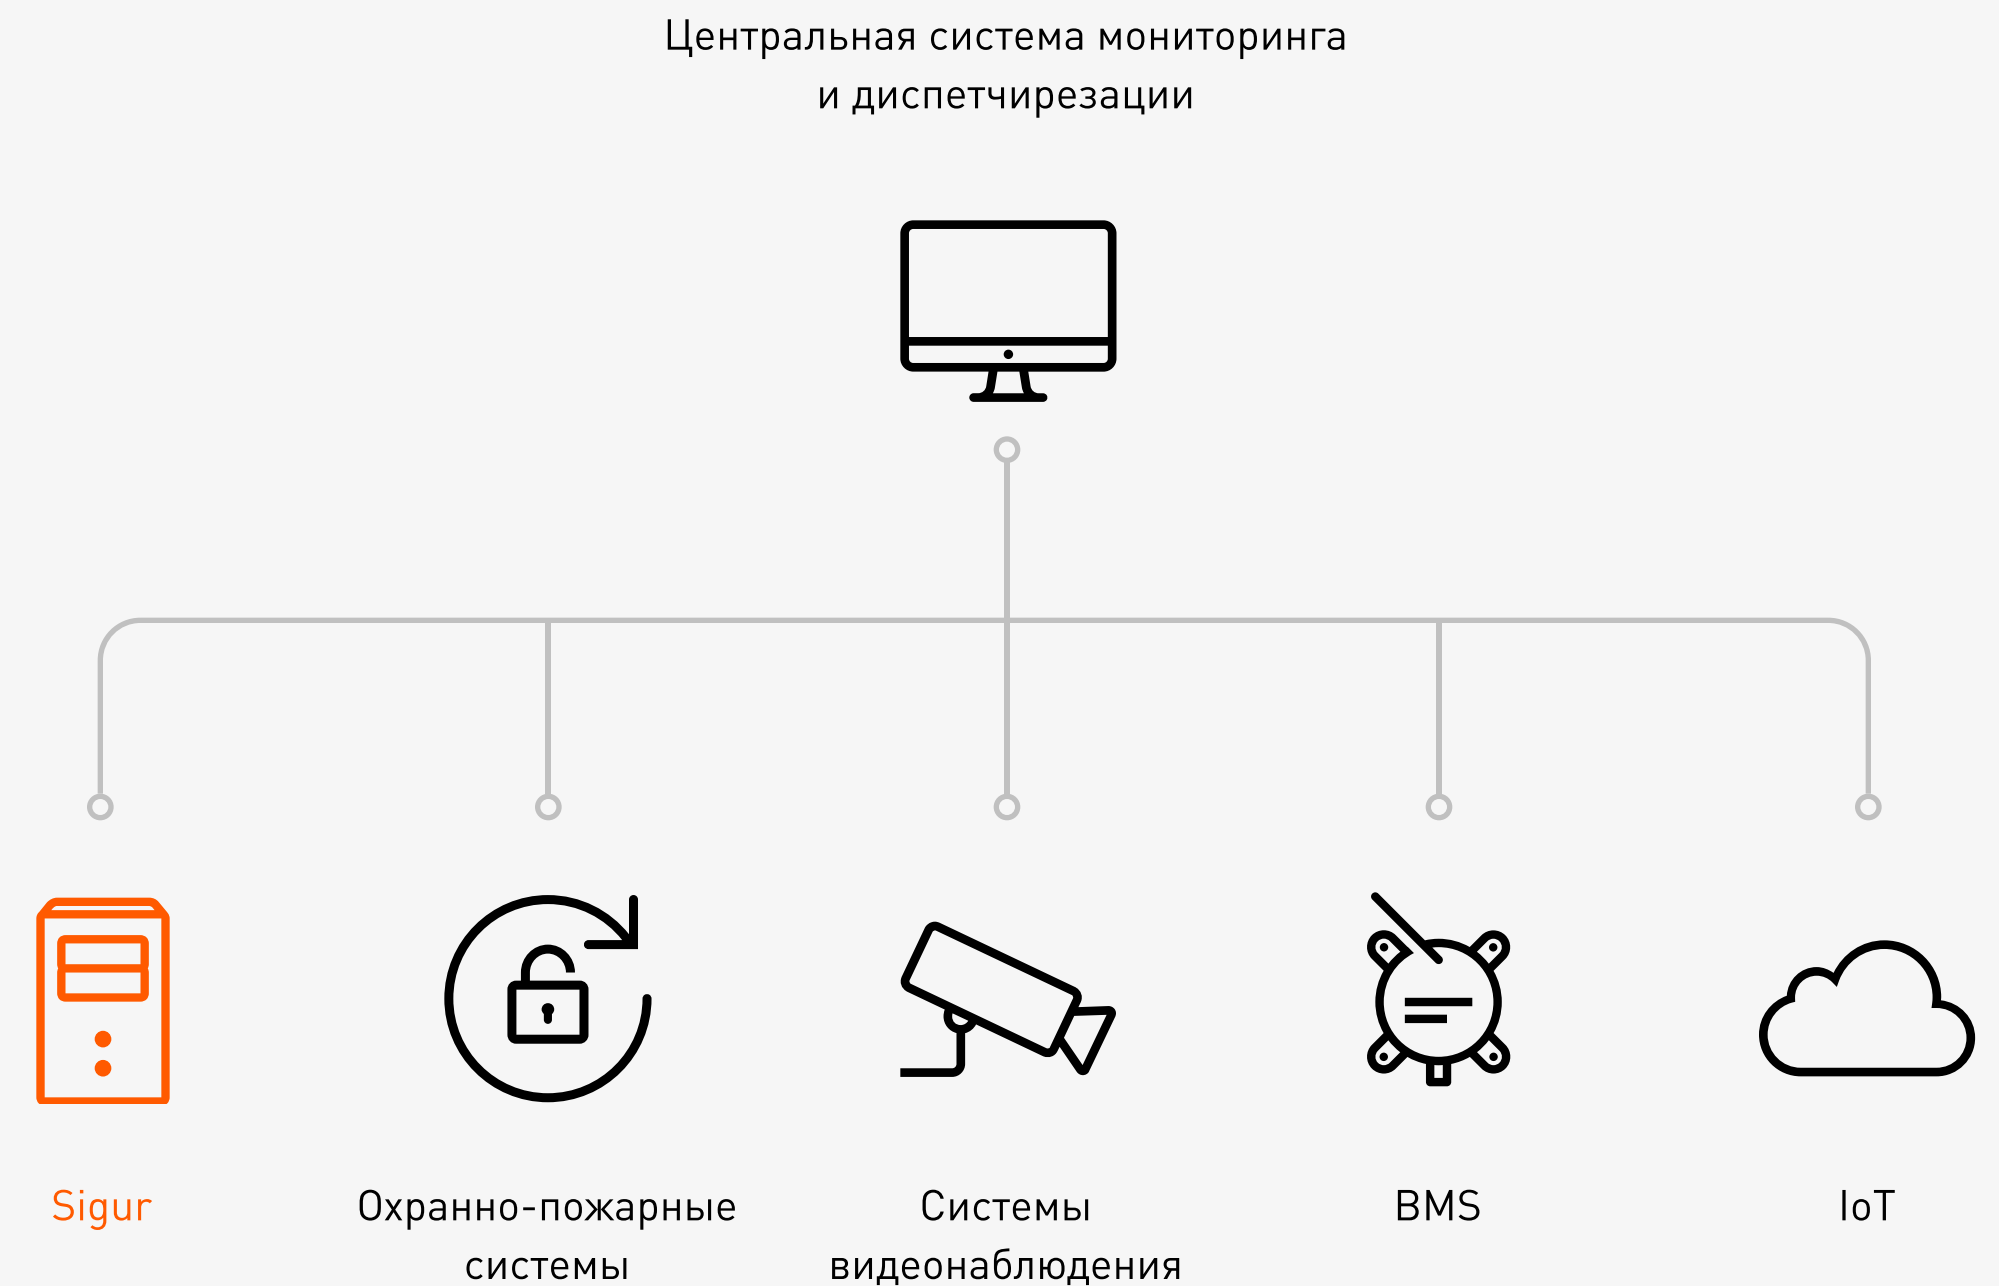 Центральная система мониторинга
и диспетчирезации
Sigur
Охранно-пожарные
системы
Системы
видеонаблюдения
BMS
IoT